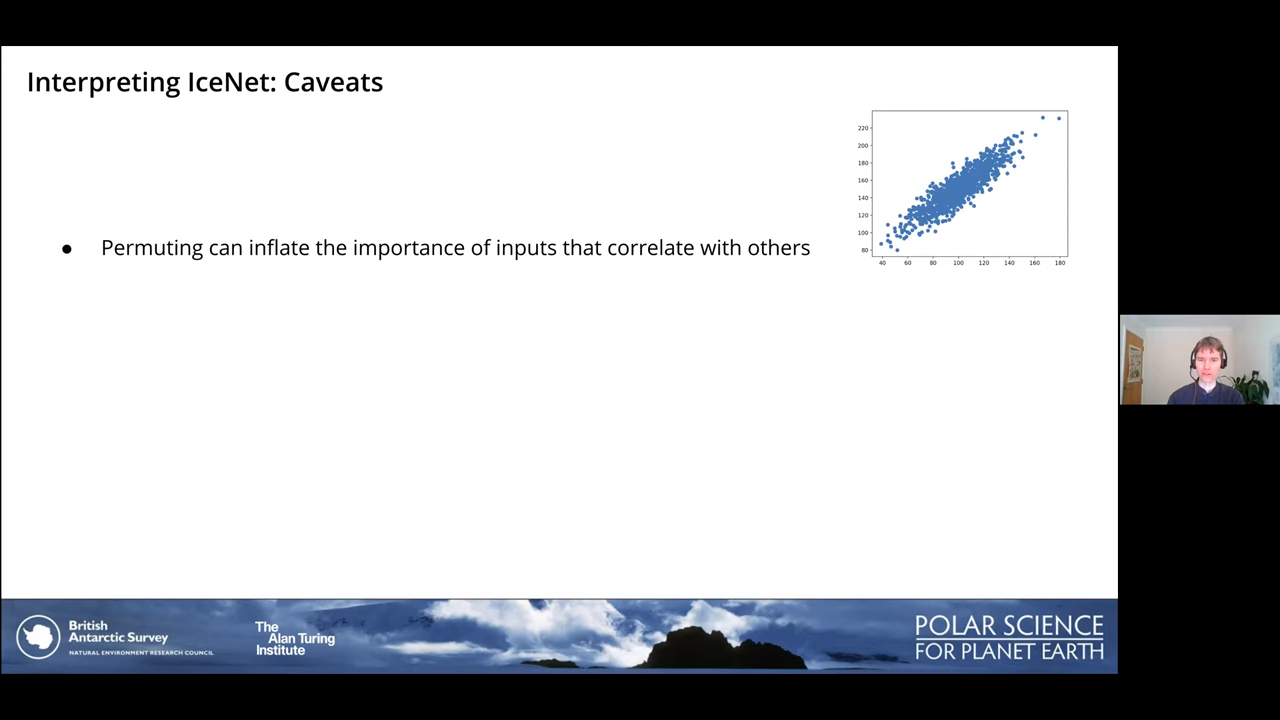 Interpreting IceNet: Caveats
220
200
180
160
140
120
100
80
40 60 80 100 120 140 160 180
● Permuting can inflate the importance of inputs that correlate with others
British
Antarctic Survey
NATURAL ENVIRONMENT RESEARCH COUNCIL
The
Alan Turing
Institute
POLAR SCIENCE
FOR PLANET EARTH